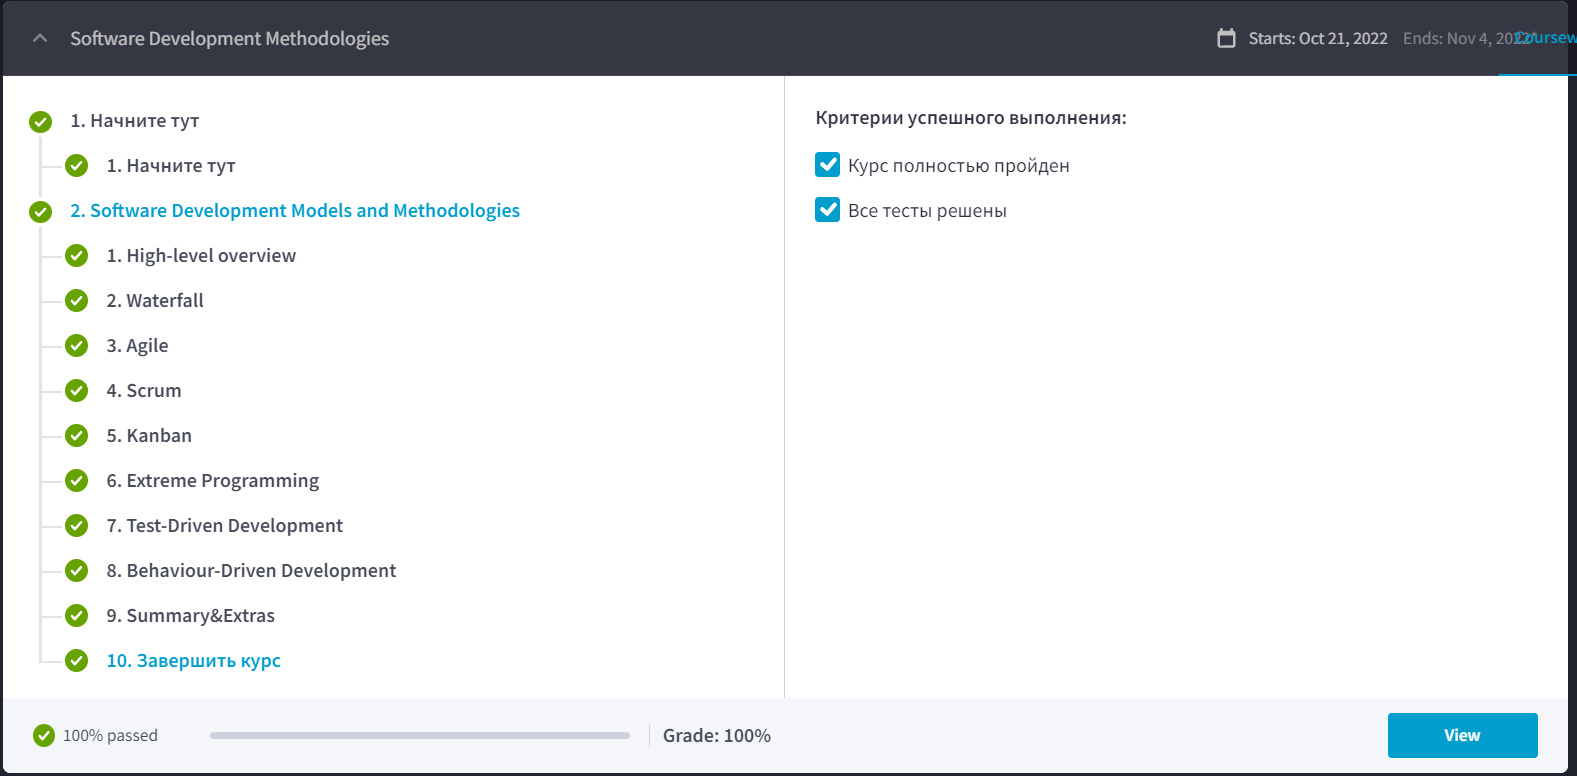 Software Development Methodologies
Starts: Oct 21, 2022 Ends: Nov 4,
1. Начните тут
1. Начните тут
2. Software Development Models and Methodologies
1. High-level overview
2. Waterfall
3. Agile
4. Scrum
5. Kanban
6. Extreme Programming
7. Test-Driven Development
8. Behaviour-Driven Development
9. Summary&Extras
10. Завершить курс
Критерии успешного выполнения:
Курс полностью пройден
Все тесты решены
100% passed
Grade: 100%
View